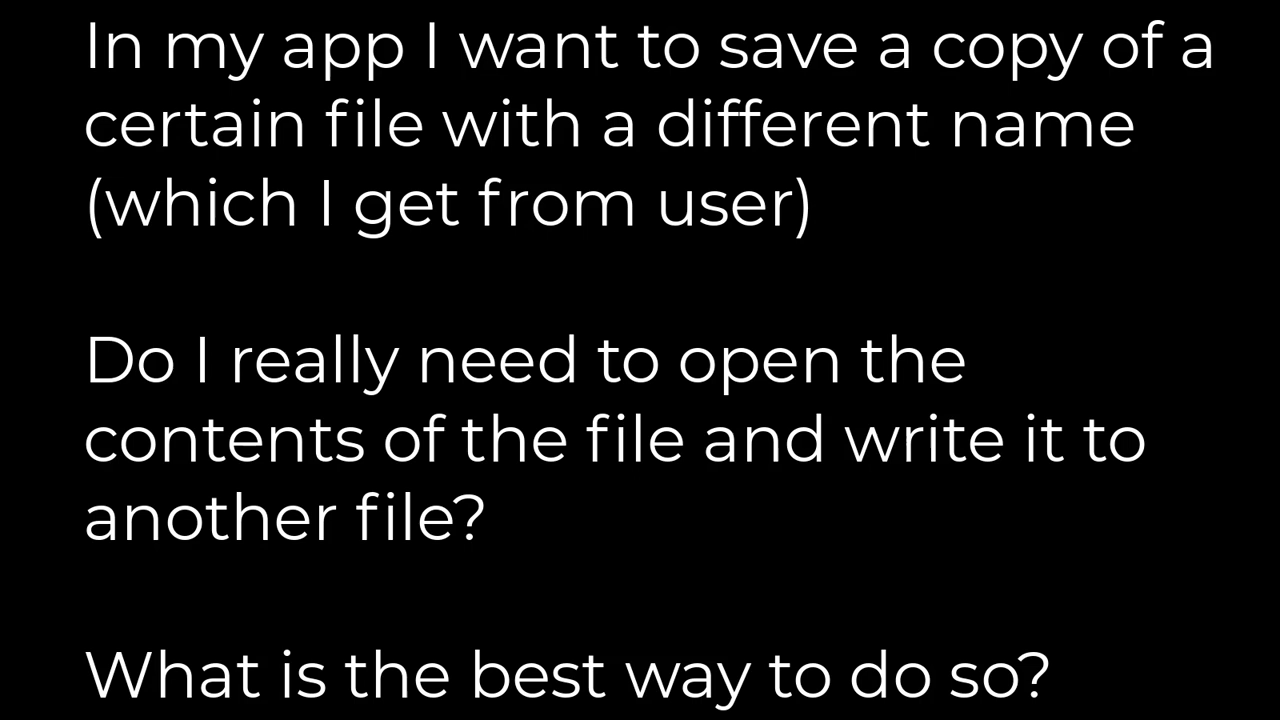 In my app I want to save a copy of a
certain file with a different name
(which I get from user)
Do I really need to open the
contents of the file and write it to
another file?
What is the best way to do so?